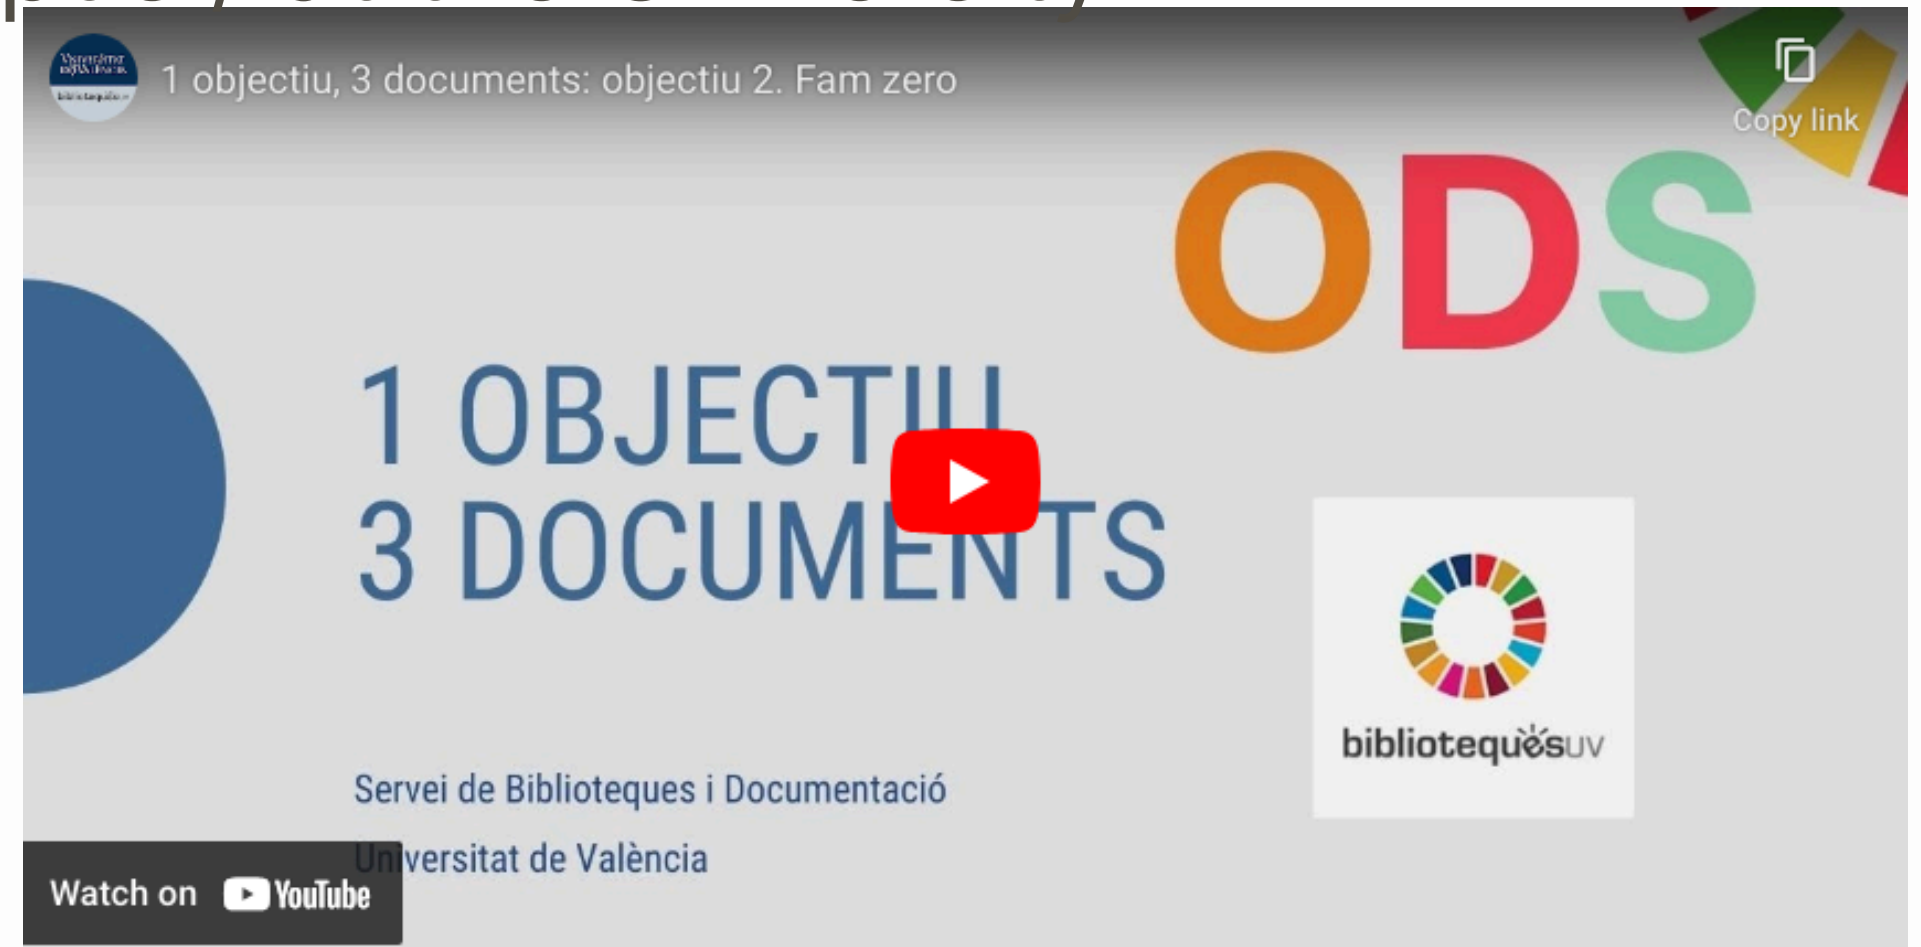 1 objectiu, 3 documents: objectiu 2. Fam zero
Copy link
ODS
1 OBJECTIU
3 DOCUMENTS
bibliotequesuv
Servei de Biblioteques i Documentació
Universitat de València
Watch on YouTube